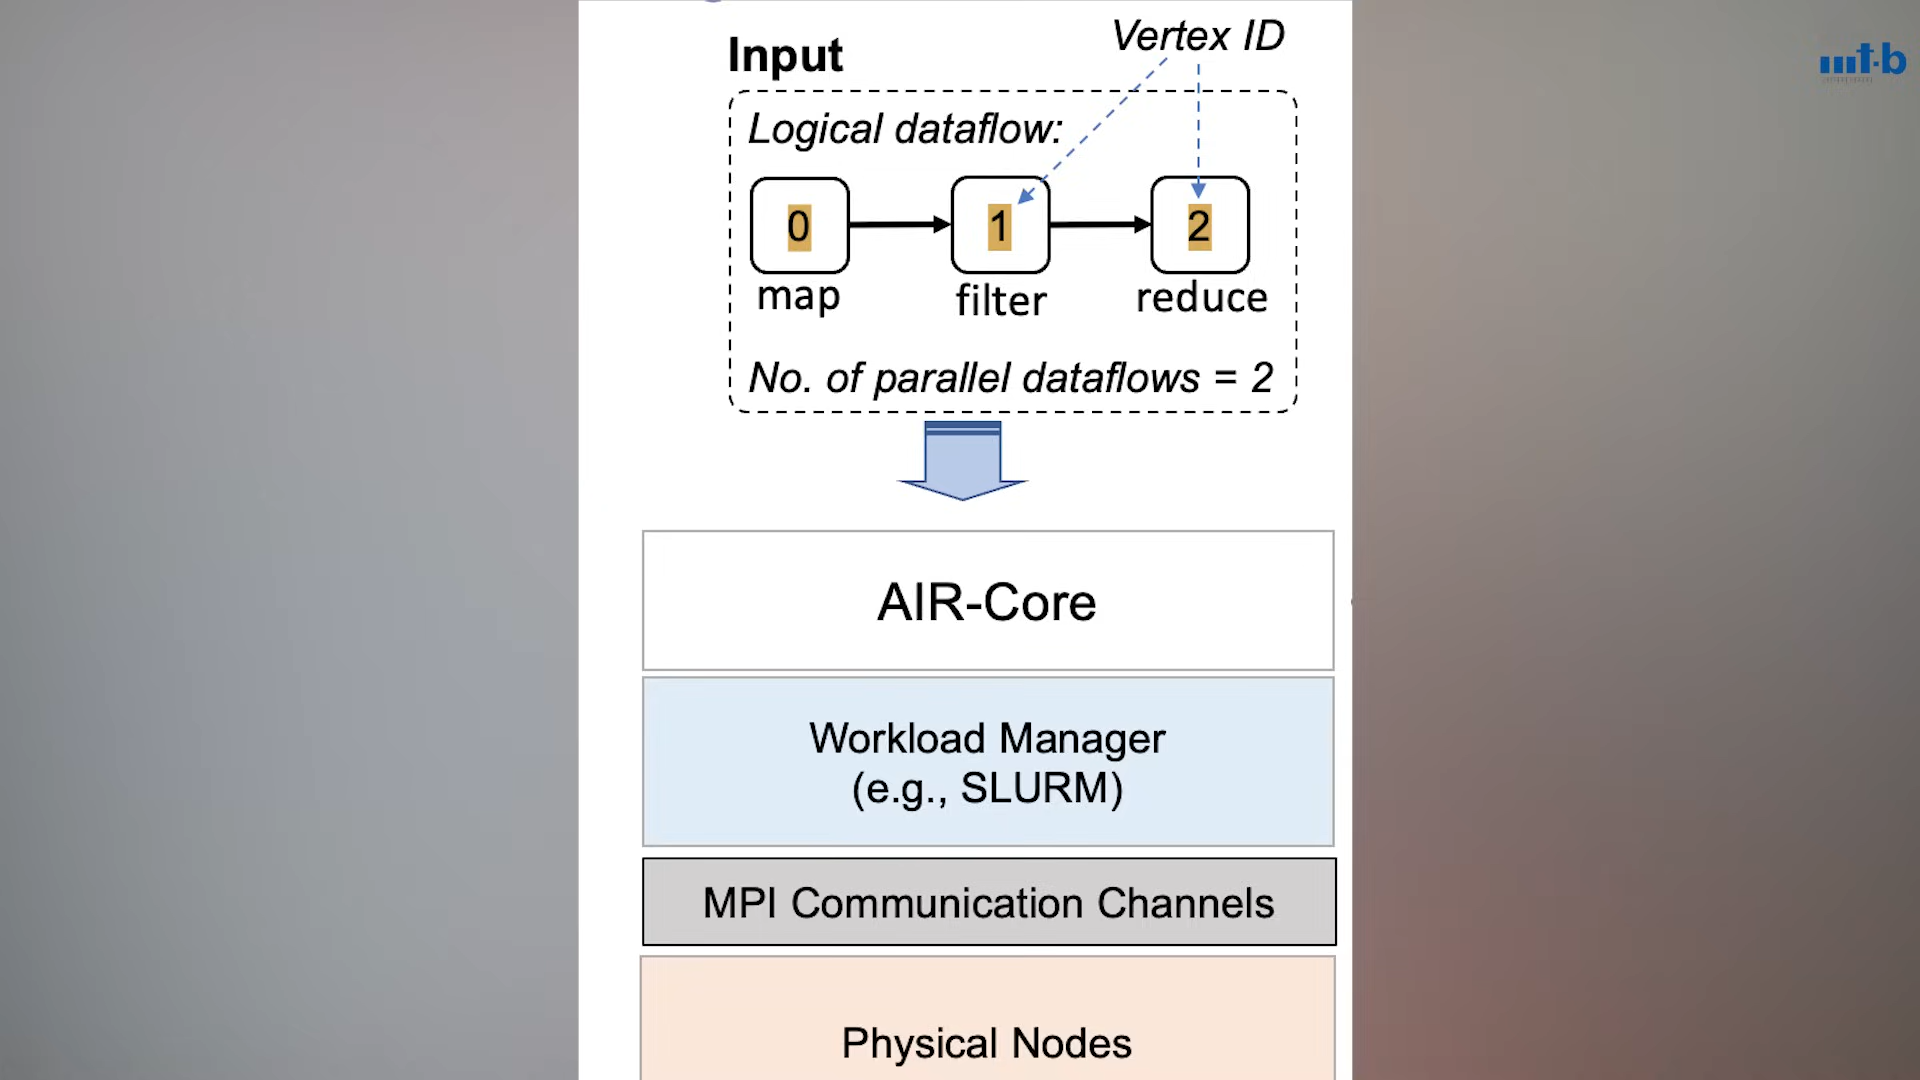 Vertex ID
Input
Logical dataflow:
0 1 2
map filter reduce
No. of parallel dataflows = 2
AIR-Core
Workload Manager
(e.g., SLURM)
MPI Communication Channels
Physical Nodes